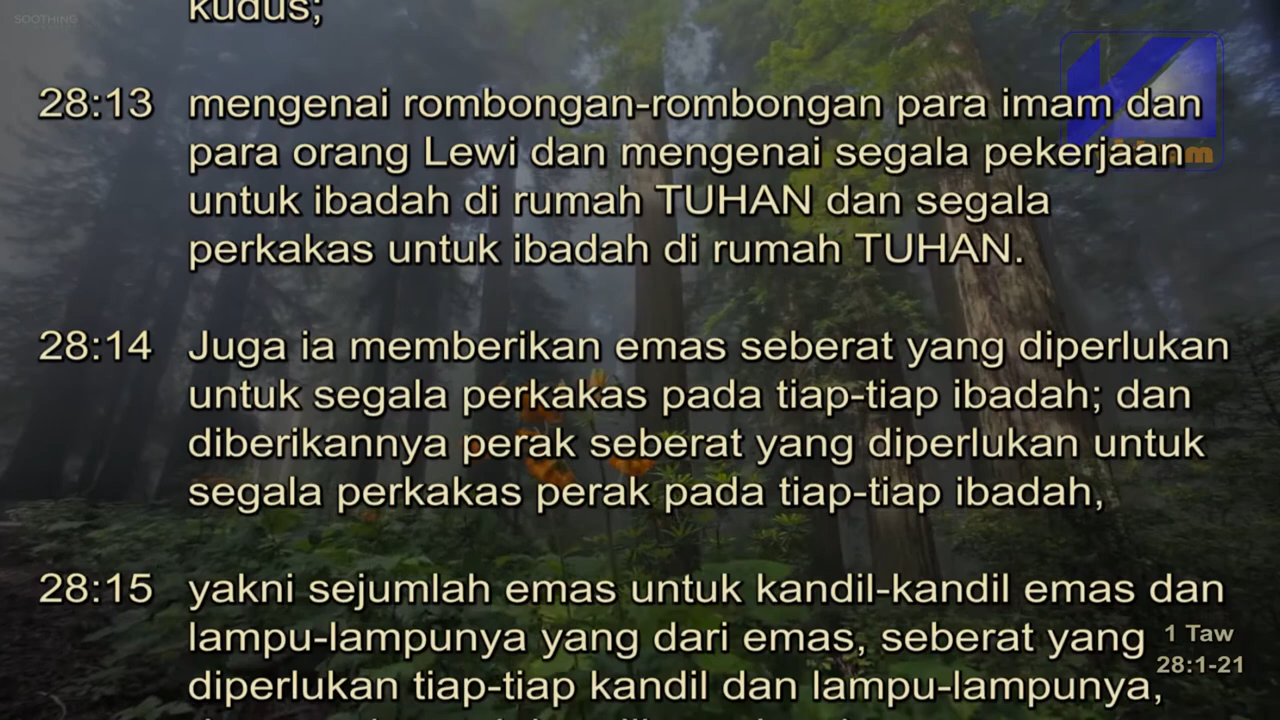 SOOTHING
kudus;
28:13 mengenai rombongan-rombongan para imam dan
para orang Lewi dan mengenai segala pekerjaan
untuk ibadah di rumah TUHAN dan segala
perkakas untuk ibadah di rumah TUHAN.
28:14 Juga ia memberikan emas seberat yang diperlukan
untuk segala perkakas pada tiap-tiap ibadah; dan
diberikannya perak seberat yang diperlukan untuk
segala perkakas perak pada tiap-tiap ibadah,
28:15 yakni sejumlah emas untuk kandil-kandil emas dan
lampu-lampunya yang dari emas, seberat yang
diperlukan tiap-tiap kandil dan lampu-lampunya,
1 Taw
28:1-21